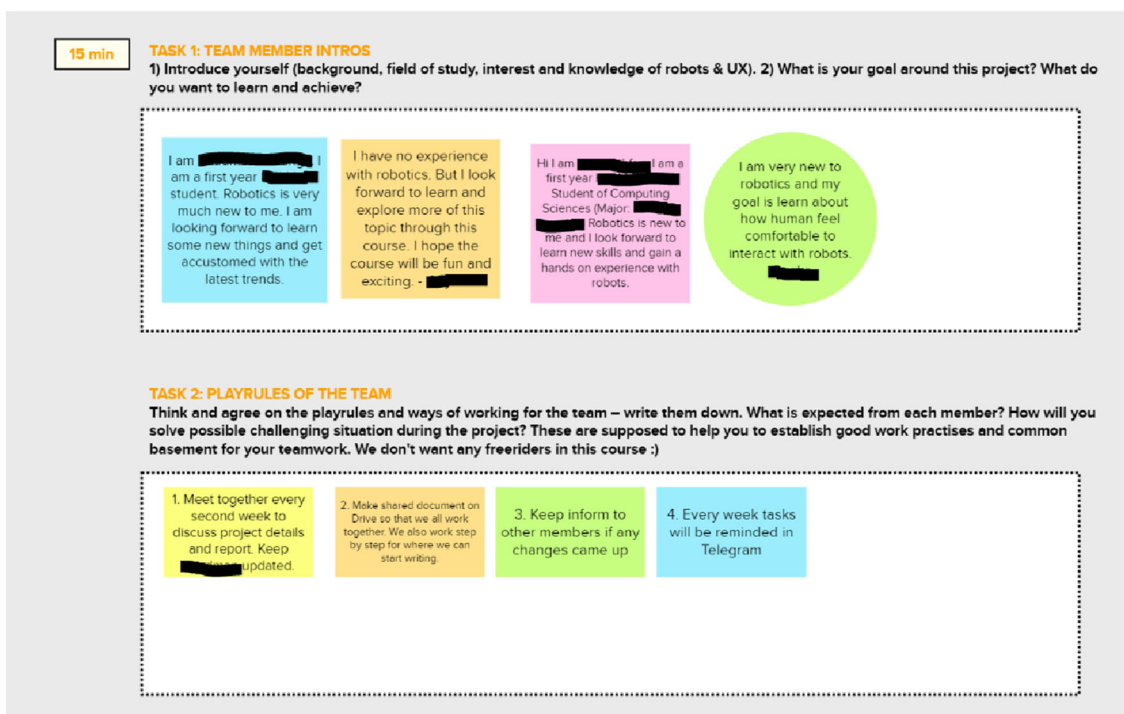 15 min
TASK 1: TEAM MEMBER INTROS
1) Introduce yourself (background, field of study, interest and knowledge of robots & UX). 2) What is your goal around this project? What do
you want to learn and achieve?
I am I
am a first year
student. Robotics is very
much new to me. I am
looking forward to learn
some new things and get
accustomed with the
latest trends.
I have no experience
with robotics. But I look
forward to learn and
explore more of this
topic through this
course. I hope the
course will be fun and
exciting. -
Hi I am I am a
first year
Student of Computing
Sciences (Major:
Robotics is new to
me and I look forward to
learn new skills and gain a
hands on experience with
robots.
I am very new to
robotics and my
goal is learn about
how human feel
comfortable to
interact with robots.
TASK 2: PLAYRULES OF THE TEAM
Think and agree on the playrules and ways of working for the team – write them down. What is expected from each member? How will you
solve possible challenging situation during the project? These are supposed to help you to establish good work practises and common
basement for your teamwork. We don't want any freeriders in this course :)
1. Meet together every
second week to
discuss project details
and report. Keep
updated.
2. Make shared document on
Drive so that we all work
together. We also work step
by step for where we can
start writing.
3. Keep inform to
other members if any
changes came up
4. Every week tasks
will be reminded in
Telegram